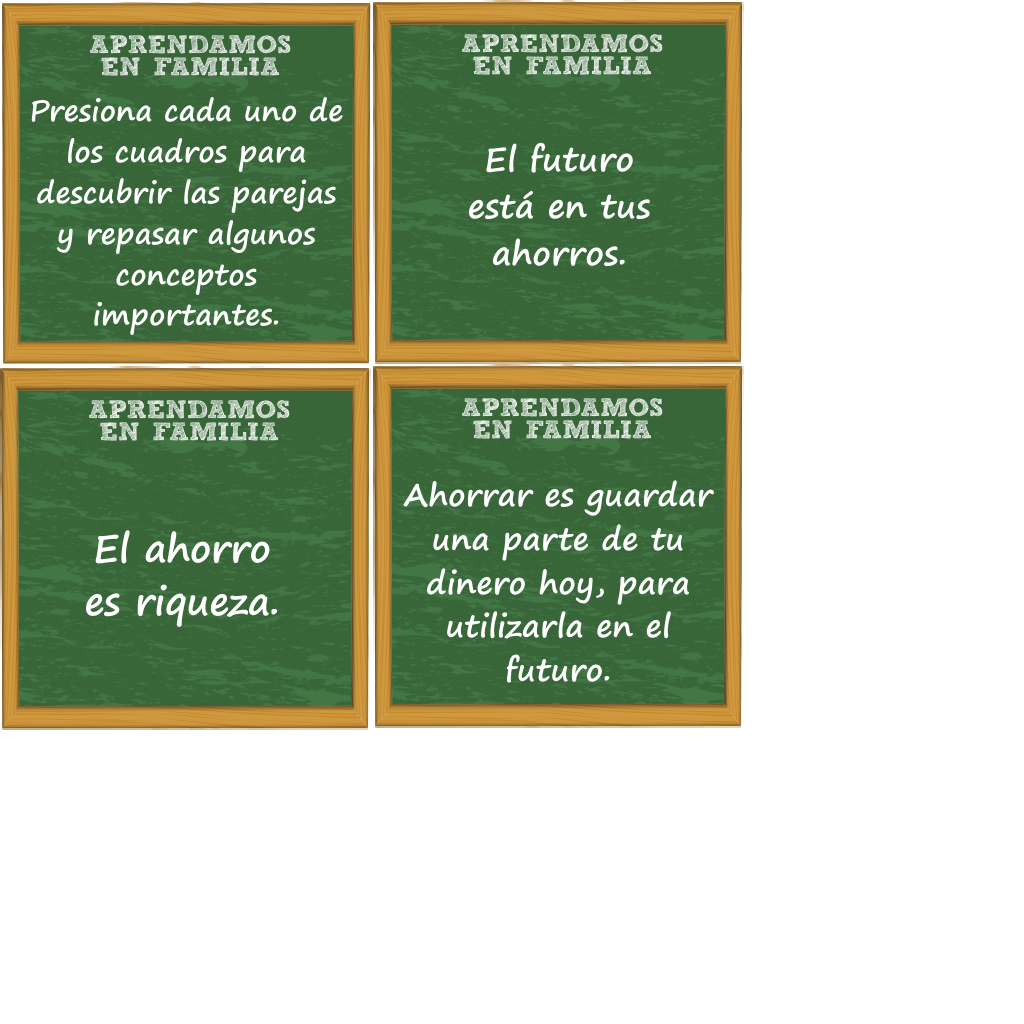 APRENDAMOS
EN FAMILIA
Presiona cada uno de
los cuadros para
descubrir las parejas
y repasar algunos
conceptos
importantes.
APRENDAMOS
EN FAMILIA
El futuro
está en tus
ahorros.
APRENDAMOS
EN FAMILIA
El ahorro
es riqueza.
APRENDAMOS
EN FAMILIA
Ahorrar es guardar
una parte de tu
dinero hoy, para
utilizarla en el
futuro.